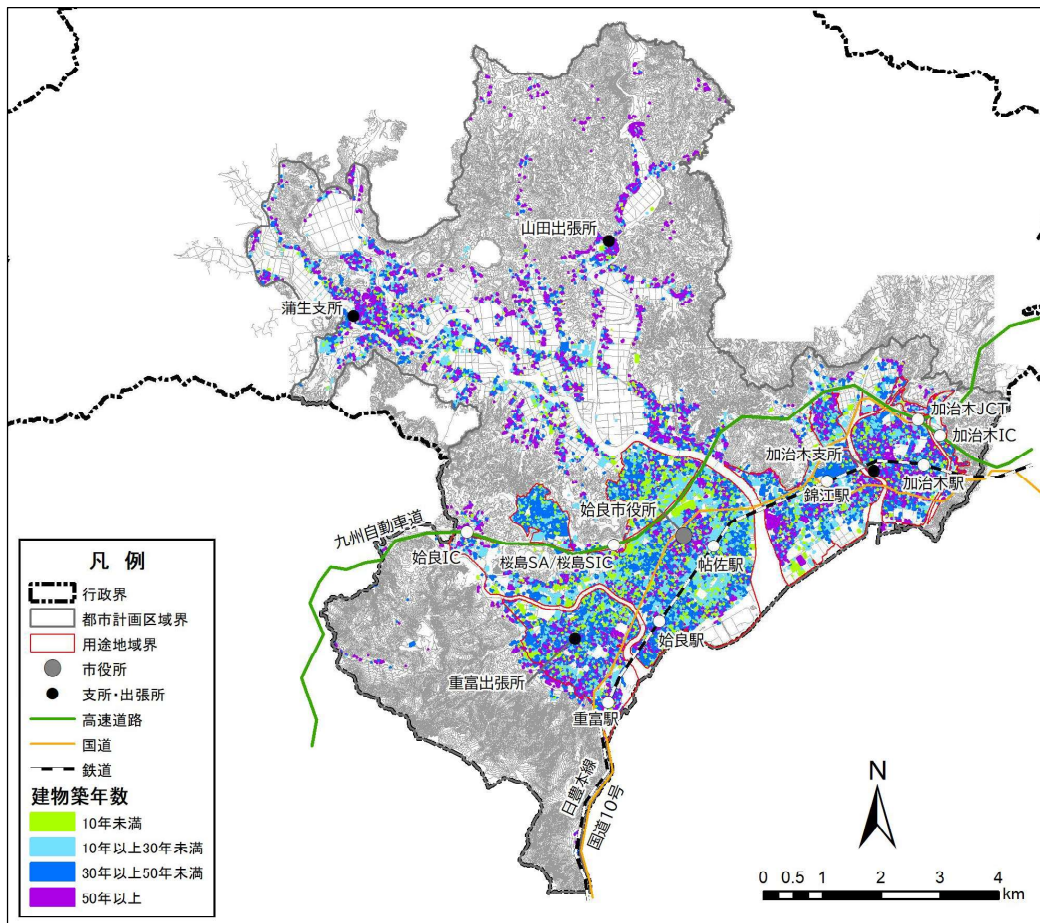 山田出張所
蒲生支所
加治木JCT
加治木IC
加治木支所
加治木駅
錦江駅
姶良市役所
九州自動車道
姶良IC
桜島SA/桜島SIC
帖佐駅
姶良駅
重富出張所
重富駅
日豊本線
国道10号
凡 例
行政界
都市計画区域界
用途地域界
市役所
支所・出張所
高速道路
国道
鉄道
建物築年数
10年未満
10年以上30年未満
30年以上50年未満
50年以上
N
0 0.5 1 2 3 4
km